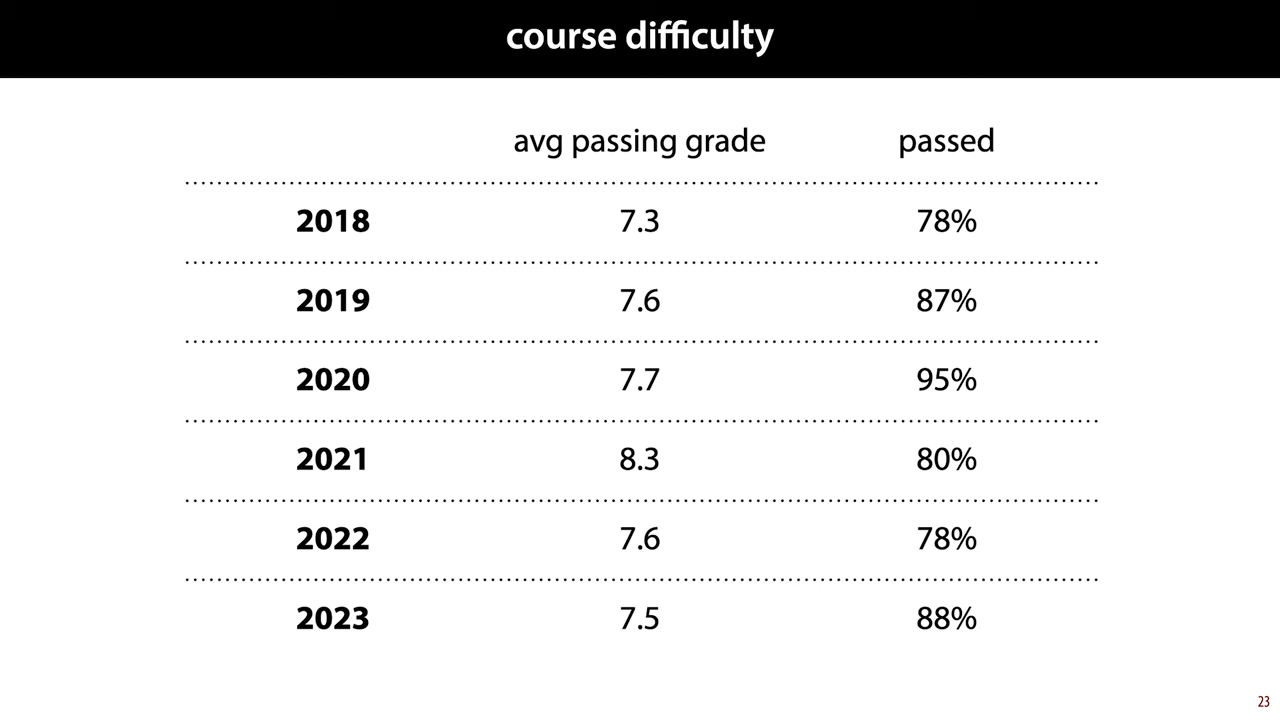 course difficulty
avg passing grade passed
2018 7.3 78%
2019 7.6 87%
2020 7.7 95%
2021 8.3 80%
2022 7.6 78%
2023 7.5 88%
23